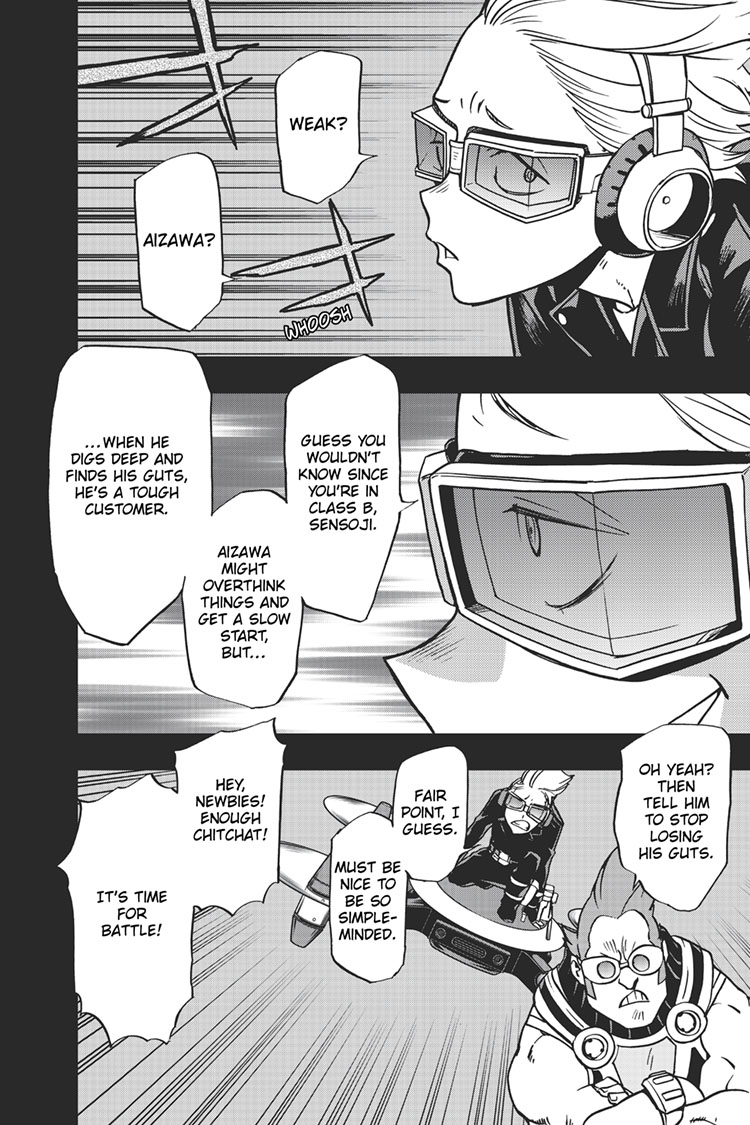 WEAK?
AIZAWA?
WHOOSH
GUESS YOU
WOULDN'T
KNOW SINCE
YOU'RE IN
CLASS B,
SENSOJI.
AIZAWA
MIGHT
OVERTHINK
THINGS AND
GET A SLOW
START,
BUT...
...WHEN HE
DIGS DEEP AND
FINDS HIS GUTS,
HE'S A TOUGH
CUSTOMER.
OH YEAH?
THEN
TELL HIM
TO STOP
LOSING
HIS GUTS.
FAIR
POINT, I
GUESS.
MUST BE
NICE TO
BE SO
SIMPLE-
MINDED.
HEY,
NEWBIES!
ENOUGH
CHITCHAT!
IT'S TIME
FOR
BATTLE!